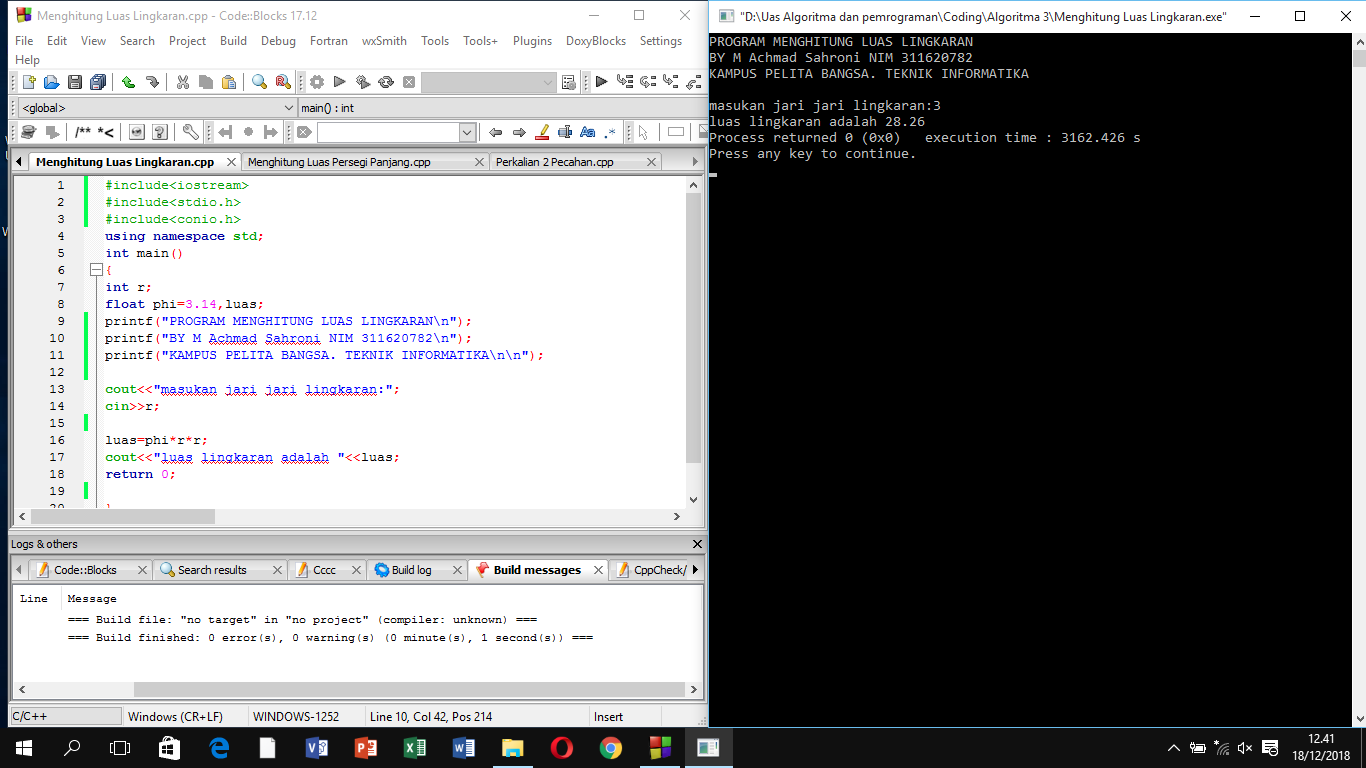 Menghitung Luas Lingkaran.cpp - Code::Blocks 17.12
File Edit View Search Project Build Debug Fortran wxSmith Tools Tools+ Plugins DoxyBlocks Settings
Help
<global> main() : int
/** *< Aa .*
Menghitung Luas Lingkaran.cpp Menghitung Luas Persegi Panjang.cpp Perkalian 2 Pecahan.cpp
1 #include<iostream>
2 #include<stdio.h>
3 #include<conio.h>
4 using namespace std;
5 int main()
6 {
7 int r;
8 float phi=3.14,luas;
9 printf("PROGRAM MENGHITUNG LUAS LINGKARAN\n");
10 printf("BY M Achmad Sahroni NIM 311620782\n");
11 printf("KAMPUS PELITA BANGSA. TEKNIK INFORMATIKA\n\n");
12
13 cout<<"masukan jari jari lingkaran:";
14 cin>>r;
15
16 luas=phi*r*r;
17 cout<<"luas lingkaran adalah "<<luas;
18 return 0;
19
20 }
Logs & others
Code::Blocks Search results Cccc Build log Build messages CppCheck/
Line Message
=== Build file: "no target" in "no project" (compiler: unknown) ===
=== Build finished: 0 error(s), 0 warning(s) (0 minute(s), 1 second(s)) ===
C/C++ Windows (CR+LF) WINDOWS-1252 Line 10, Col 42, Pos 214 Insert
"D:\Uas Algoritma dan pemrograman\Coding\Algoritma 3\Menghitung Luas Lingkaran.exe"
PROGRAM MENGHITUNG LUAS LINGKARAN
BY M Achmad Sahroni NIM 311620782
KAMPUS PELITA BANGSA. TEKNIK INFORMATIKA
masukan jari jari lingkaran:3
luas lingkaran adalah 28.26
Process returned 0 (0x0) execution time : 3162.426 s
Press any key to continue.
12.41
18/12/2018